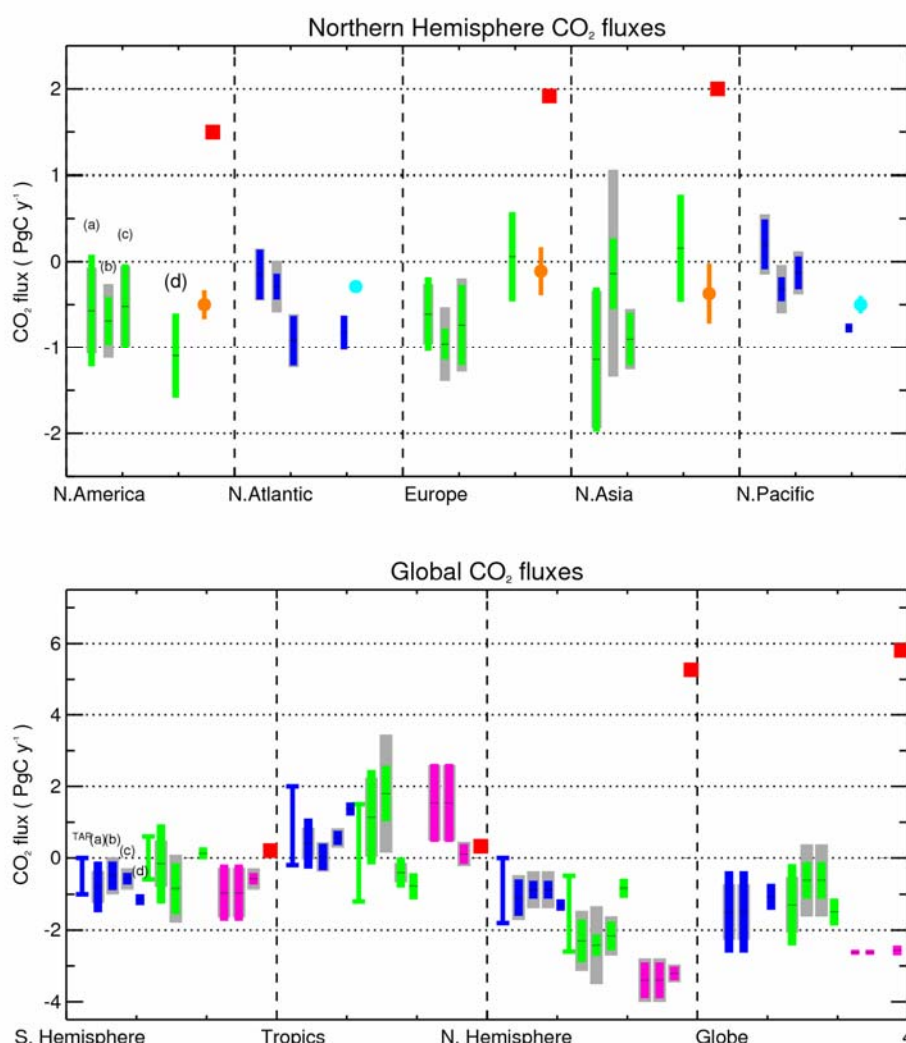 Northern Hemisphere CO₂ fluxes
CO₂ flux ( PgC y⁻¹)
2
1
0
-1
-2
(a)
(b)
(c)
(d)
N.America
N.Atlantic
Europe
N.Asia
N.Pacific
Global CO₂ fluxes
CO₂ flux ( PgC y⁻¹)
6
4
2
0
-2
-4
TAR
(a)
(b)
(c)
(d)
S. Hemisphere
Tropics
N. Hemisphere
Globe
4